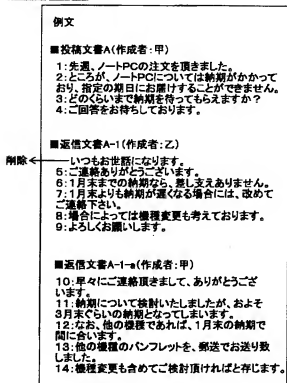 例文
■投稿文書A(作成者:甲)
1:先週、ノートPCの注文を頂きました。
2:ところが、ノートPCについては納期がかかって
おり、指定の期日にお届けすることができません。
3:どのくらいまで納期を待ってもらえますか?
4:ご回答をお待ちしております。
■返信文書A-1(作成者:乙)
削除 いつもお世話になります。
5:ご連絡ありがとうございます。
6:1月末までの納期なら、差し支えありません。
7:1月末よりも納期が遅くなる場合には、改めて
ご連絡下さい。
8:場合によっては機種変更も考えております。
9:よろしくお願いします。
■返信文書A-1-a(作成者:甲)
10:早々にご連絡頂きまして、ありがとうござ
います。
11:納期について検討いたしましたが、およそ
3月末ぐらいの納期となってしまいます。
12:なお、他の機種であれば、1月末の納期で
間に合います。
13:他の機種のパンフレットを、郵送でお送り致
しました。
14:機種変更も含めてご検討頂ければと存じます。